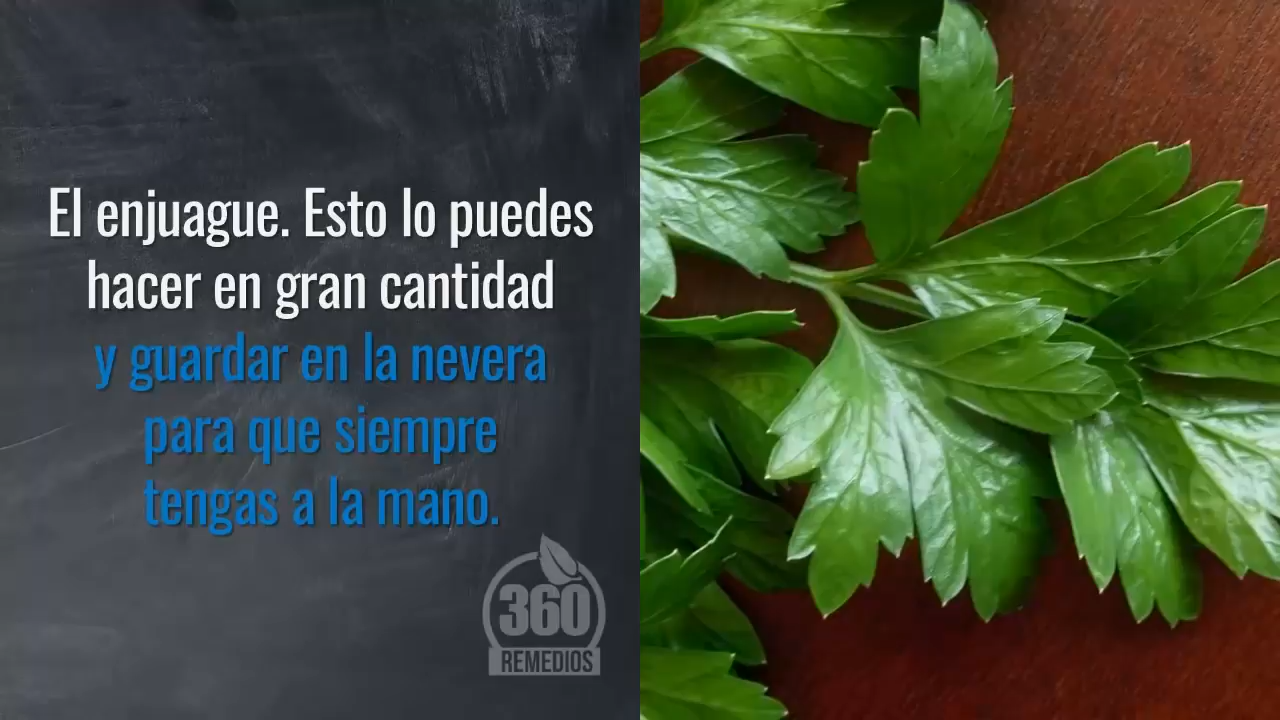 El enjuague. Esto lo puedes
hacer en gran cantidad
y guardar en la nevera
para que siempre
tengas a la mano.
360
REMEDIOS